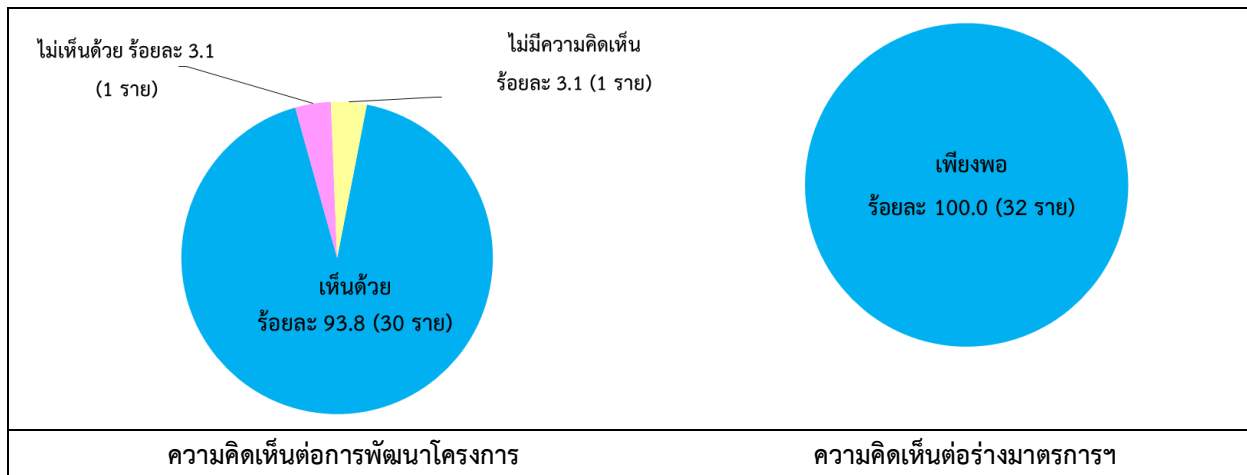 ไม่เห็นด้วย ร้อยละ 3.1
(1 ราย)
ไม่มีความคิดเห็น
ร้อยละ 3.1 (1 ราย)
เห็นด้วย
ร้อยละ 93.8 (30 ราย)
เพียงพอ
ร้อยละ 100.0 (32 ราย)
ความคิดเห็นต่อการพัฒนาโครงการ
ความคิดเห็นต่อร่างมาตรการฯ